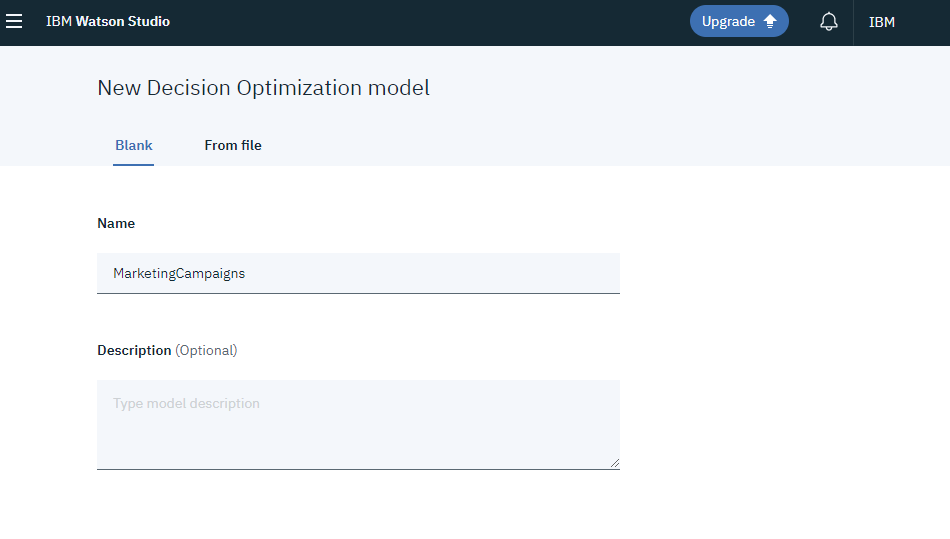 IBM Watson Studio
Upgrade
IBM
New Decision Optimization model
Blank
From file
Name
MarketingCampaigns
Description (Optional)
Type model description